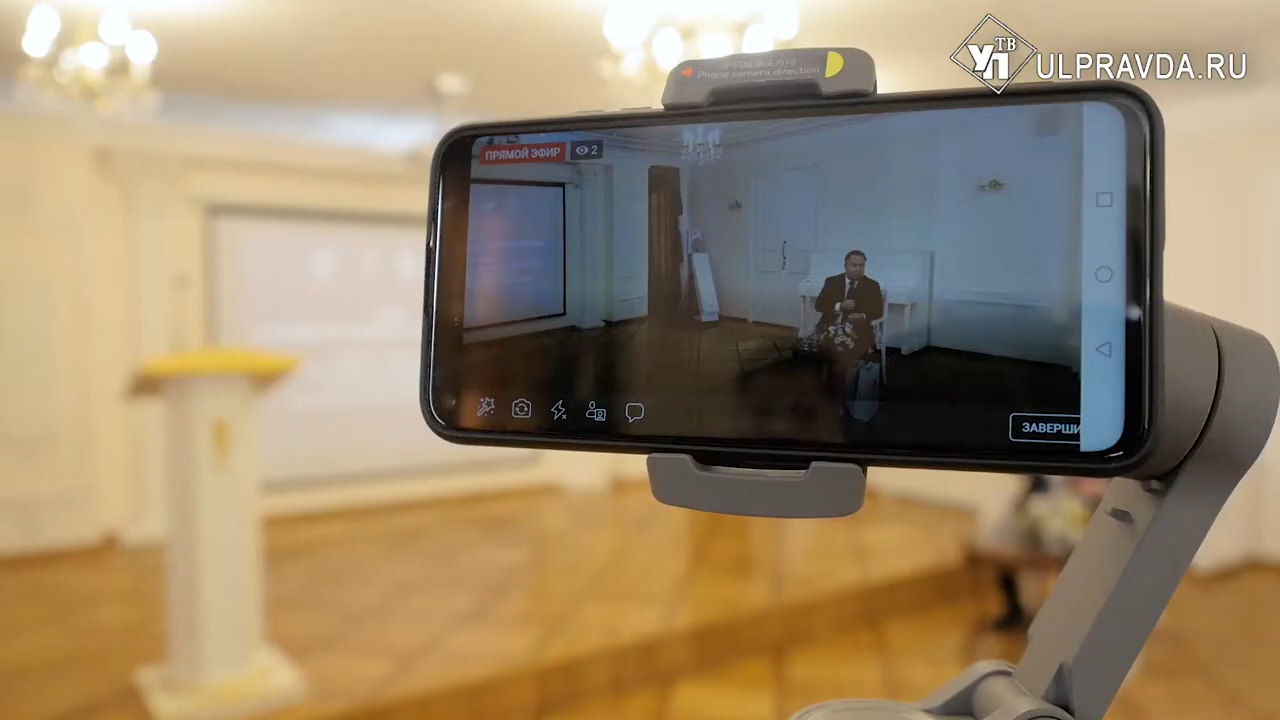 УП ТВ
ULPRAVDA.RU
Phone camera direction
ПРЯМОЙ ЭФИР 2
ЗАВЕРШИ